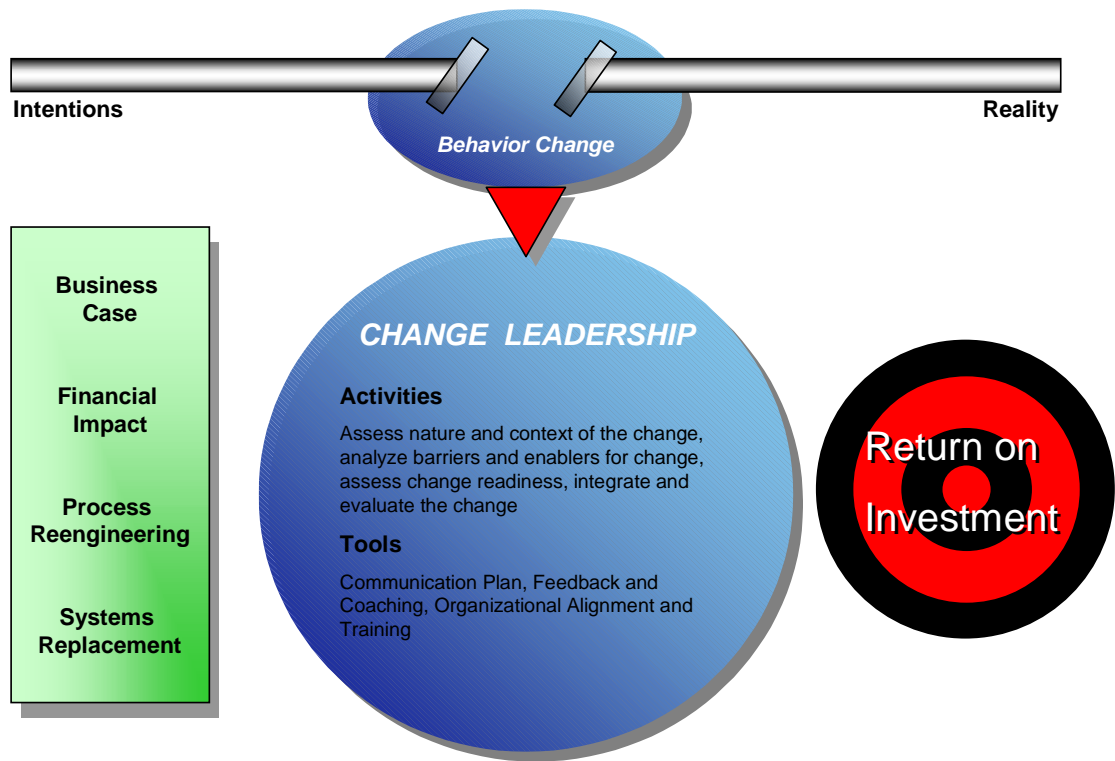 Intentions
Reality
Behavior Change
Business
Case
Financial
Impact
Process
Reengineering
Systems
Replacement
CHANGE LEADERSHIP
Activities
Assess nature and context of the change,
analyze barriers and enablers for change,
assess change readiness, integrate and
evaluate the change
Tools
Communication Plan, Feedback and
Coaching, Organizational Alignment and
Training
Return on
Investment